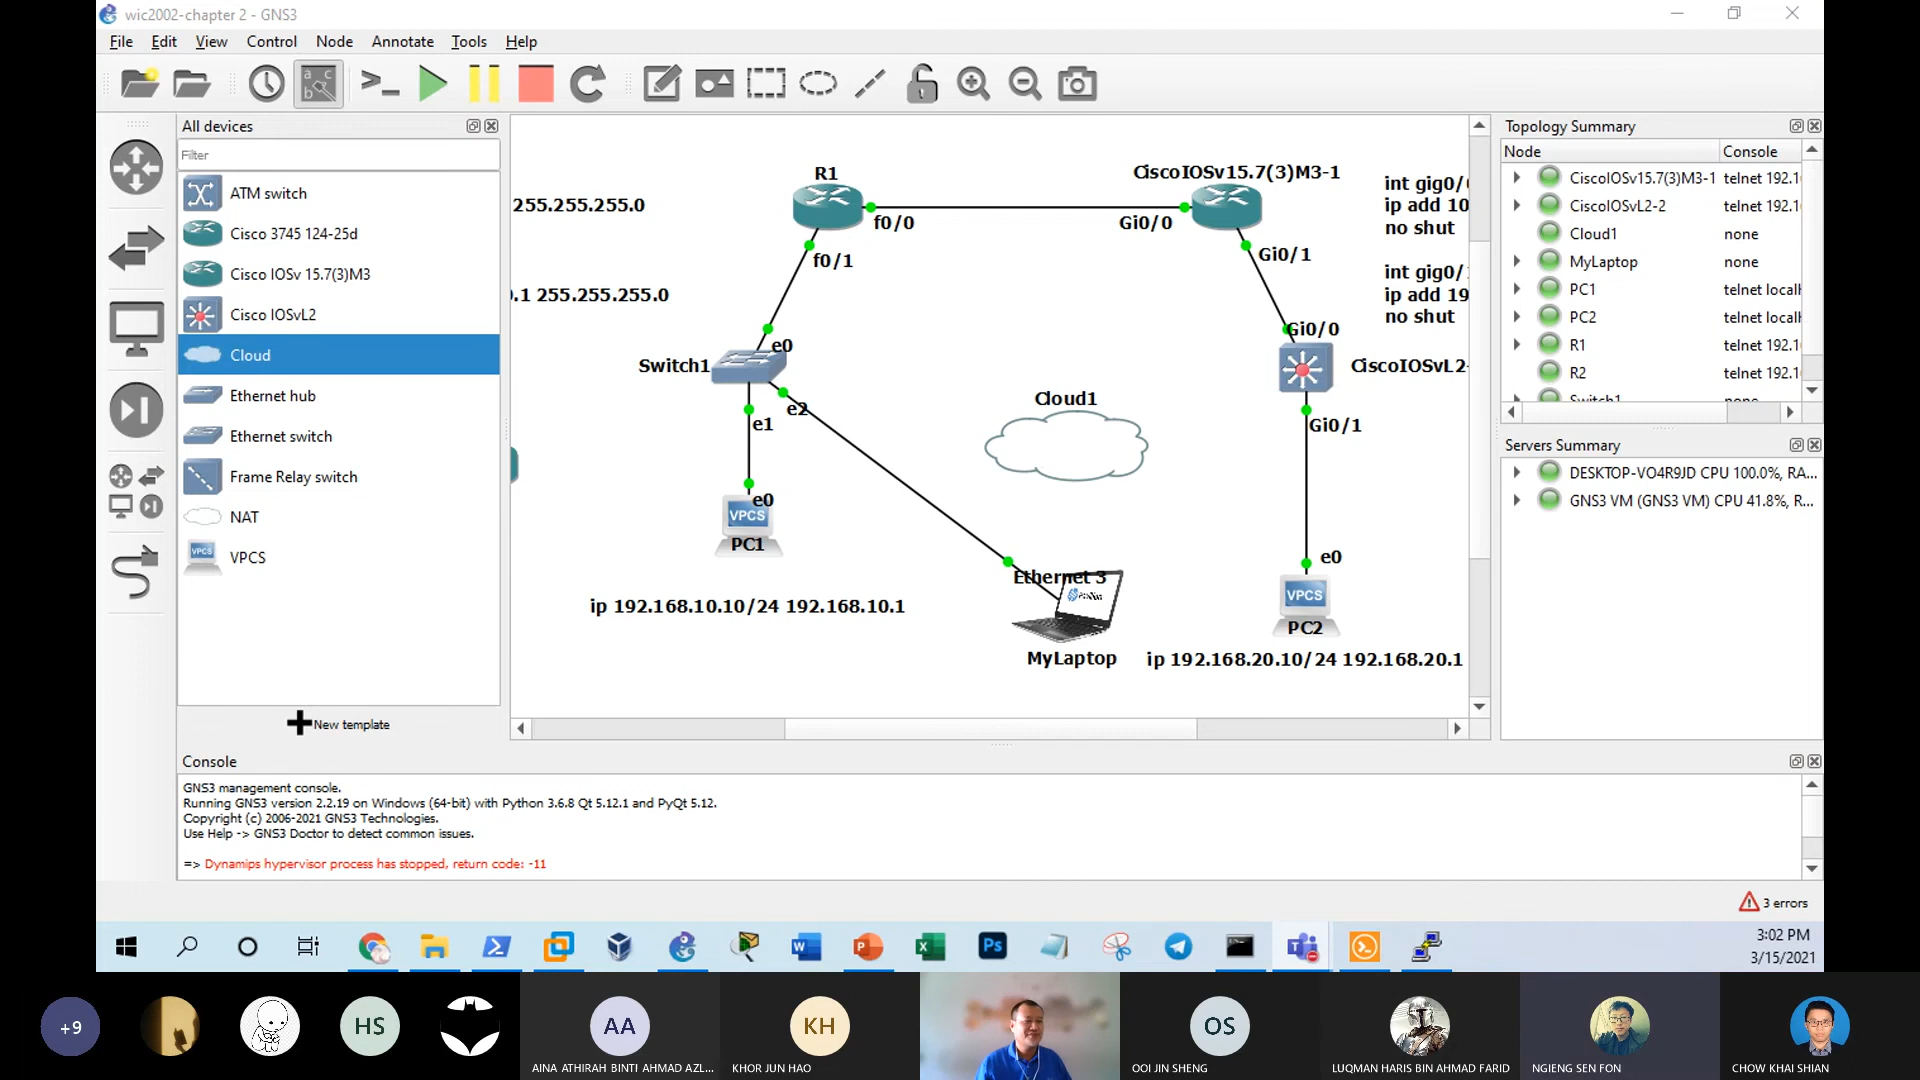 wic2002-chapter 2 - GNS3
File Edit View Control Node Annotate Tools Help
All devices
Filter
ATM switch
Cisco 3745 124-25d
Cisco IOSv 15.7(3)M3
Cisco IOSvL2
Cloud
Ethernet hub
Ethernet switch
Frame Relay switch
NAT
VPCS
VPCS
New template
255.255.255.0
.1 255.255.255.0
R1
f0/0
f0/1
CiscoIOSv15.7(3)M3-1
Gi0/0
Gi0/1
int gig0/
ip add 10
no shut
int gig0/
ip add 19
no shut
Switch1
e0
e1
e2
e0
VPCS
PC1
ip 192.168.10.10/24 192.168.10.1
Cloud1
Ethernet 3
MyLaptop
Gi0/0
CiscoIOSvL2-
Gi0/1
e0
VPCS
PC2
ip 192.168.20.10/24 192.168.20.1
Topology Summary
Node Console
CiscoIOSv15.7(3)M3-1 telnet 192.1
CiscoIOSvL2-2 telnet 192.1
Cloud1 none
MyLaptop none
PC1 telnet local
PC2 telnet local
R1 telnet 192.1
R2 telnet 192.1
Switch1 none
Servers Summary
DESKTOP-VO4R9JD CPU 100.0%, RA...
GNS3 VM (GNS3 VM) CPU 41.8%, R...
Console
GNS3 management console.
Running GNS3 version 2.2.19 on Windows (64-bit) with Python 3.6.8 Qt 5.12.1 and PyQt 5.12.
Copyright (c) 2006-2021 GNS3 Technologies.
Use Help -> GNS3 Doctor to detect common issues.
=> Dynamips hypervisor process has stopped, return code: -11
3 errors
3:02 PM
3/15/2021
+9
HS
AA
AINA ATHIRAH BINTI AHMAD AZL...
KH
KHOR JUN HAO
OS
OOI JIN SHENG
LUQMAN HARIS BIN AHMAD FARID
NGIENG SEN FON
CHOW KHAI SHIAN